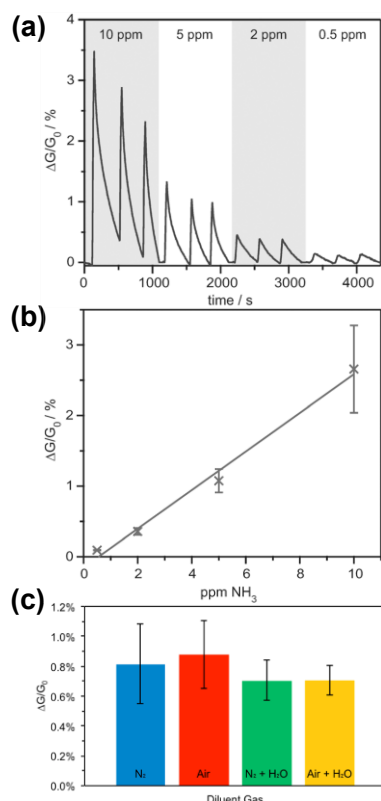 (a)
10 ppm 5 ppm 2 ppm 0.5 ppm
4
3
2
1
0
ΔG/G₀ / %
0 1000 2000 3000 4000
time / s
(b)
3
2
1
0
ΔG/G₀ / %
0 2 4 6 8 10
ppm NH₃
(c)
1.2%
1.0%
0.8%
0.6%
0.4%
0.2%
0.0%
ΔG/G₀
N₂ Air N₂ + H₂O Air + H₂O
Diluent Gas